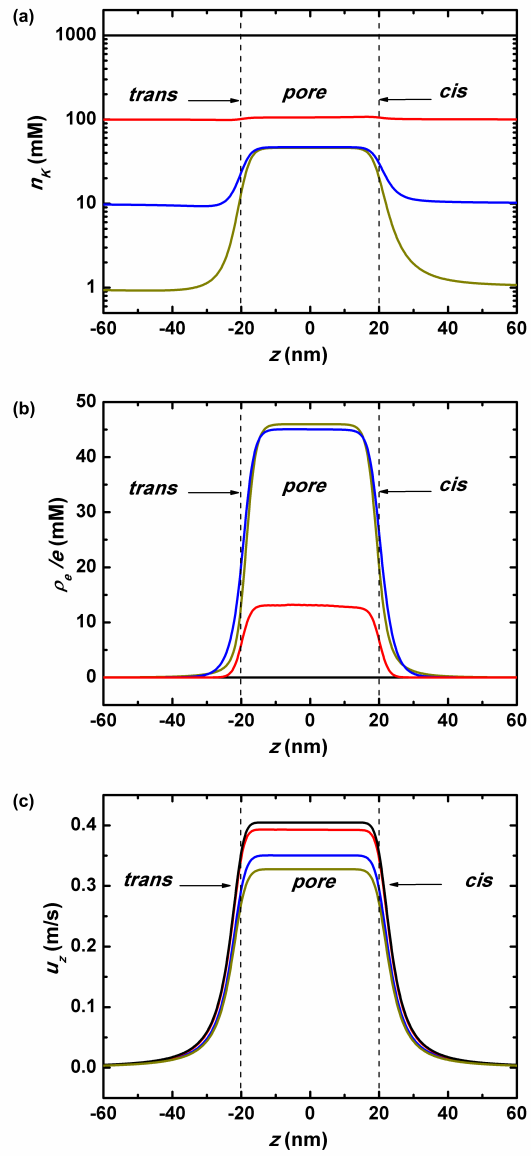 (a)
1000
100
10
1
n_K (mM)
trans
pore
cis
-60 -40 -20 0 20 40 60
z (nm)
(b)
50
40
30
20
10
0
ρ_e /e (mM)
trans
pore
cis
-60 -40 -20 0 20 40 60
z (nm)
(c)
0.4
0.3
0.2
0.1
0.0
u_z (m/s)
trans
pore
cis
-60 -40 -20 0 20 40 60
z (nm)